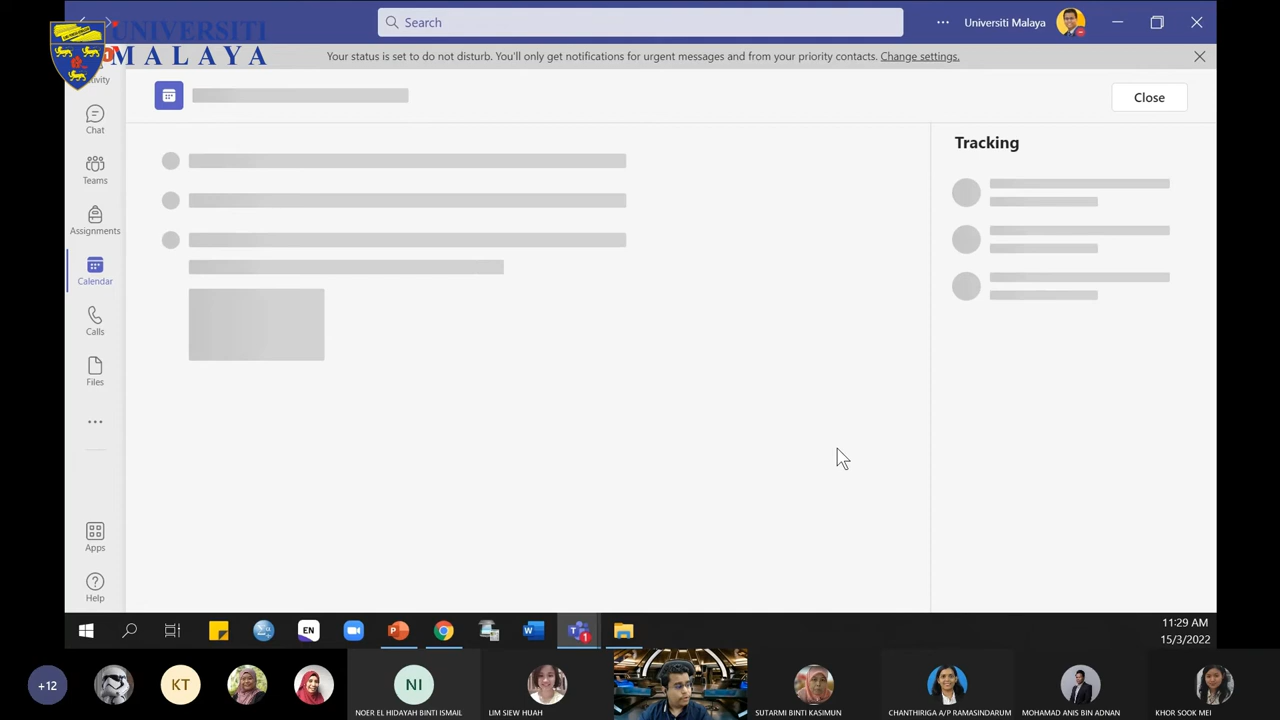 UNIVERSITI
MALAYA
Search
Universiti Malaya
Your status is set to do not disturb. You'll only get notifications for urgent messages and from your priority contacts. Change settings.
1
Close
Chat
Teams
Assignments
Calendar
Calls
Files
Apps
Help
Tracking
EN
P
W
1
11:29 AM
15/3/2022
+12
KT
NI
NOER EL HIDAYAH BINTI ISMAIL
LIM SIEW HUAH
SUTARMI BINTI KASIMUN
CHANTHIRIGA A/P RAMASINDARUM
MOHAMAD ANIS BIN ADNAN
KHOR SOOK MEI